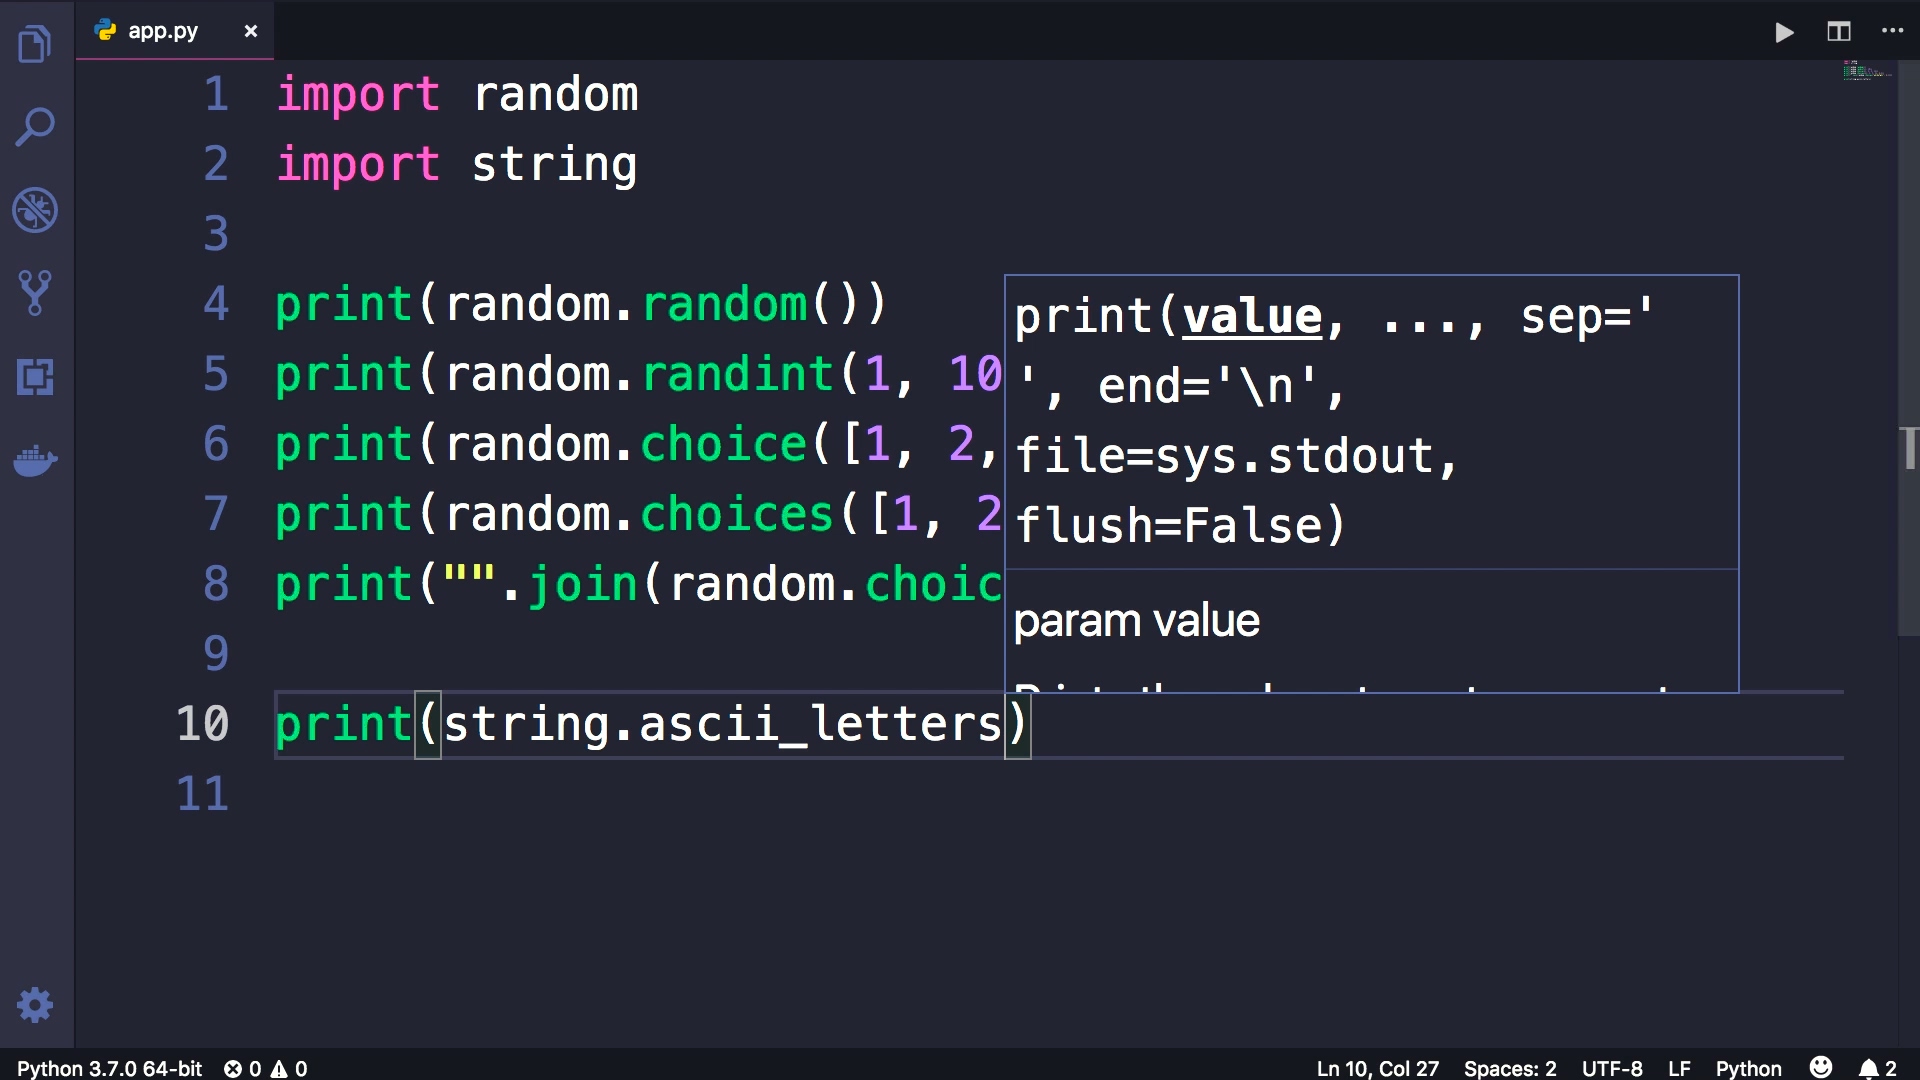 app.py
1 import random
2 import string
3
4 print(random.random())
5 print(random.randint(1, 10
6 print(random.choice([1, 2,
7 print(random.choices([1, 2
8 print("".join(random.choic
9
10 print(string.ascii_letters)
11
print(value, ..., sep='
', end='\n',
file=sys.stdout,
flush=False)
param value
Python 3.7.0 64-bit 0 0 Ln 10, Col 27 Spaces: 2 UTF-8 LF Python 2